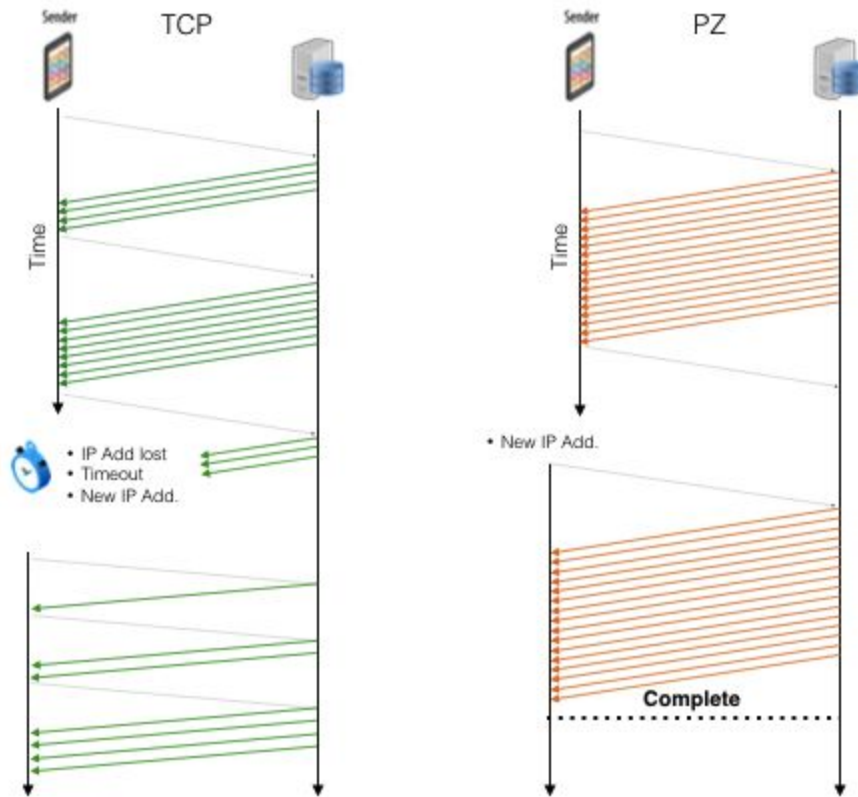 Sender
TCP
Time
• IP Add lost
• Timeout
• New IP Add.
Sender
PZ
Time
• New IP Add.
Complete